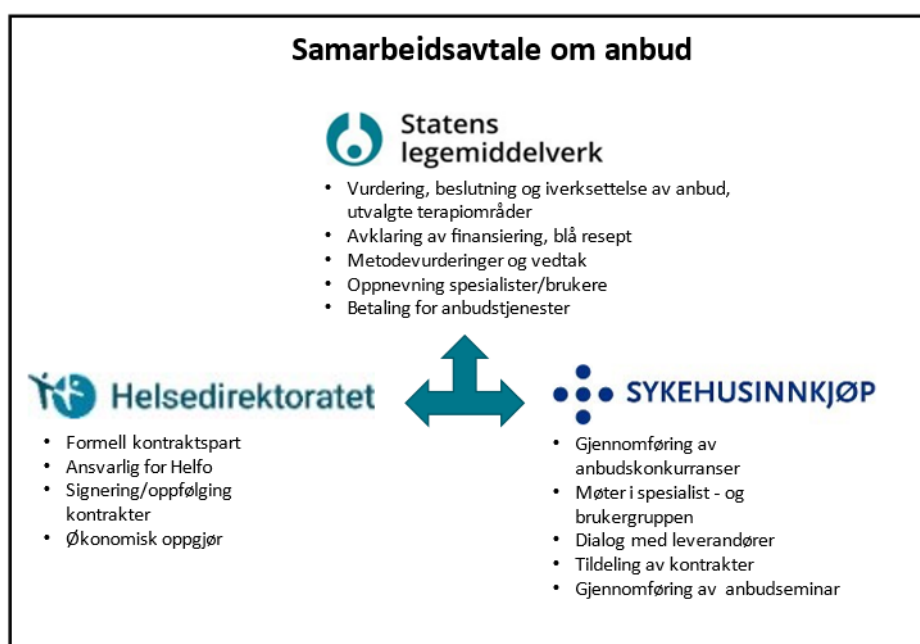 Samarbeidsavtale om anbud
Statens
legemiddelverk
• Vurdering, beslutning og iverksettelse av anbud,
utvalgte terapiområder
• Avklaring av finansiering, blå resept
• Metodevurderinger og vedtak
• Oppnevning spesialister/brukere
• Betaling for anbudstjenester
Helsedirektoratet
• Formell kontraktspart
• Ansvarlig for Helfo
• Signering/oppfølging
kontrakter
• Økonomisk oppgjør
SYKEHUSINNKJØP
• Gjennomføring av
anbudskonkurranser
• Møter i spesialist - og
brukergruppen
• Dialog med leverandører
• Tildeling av kontrakter
• Gjennomføring av anbudseminar